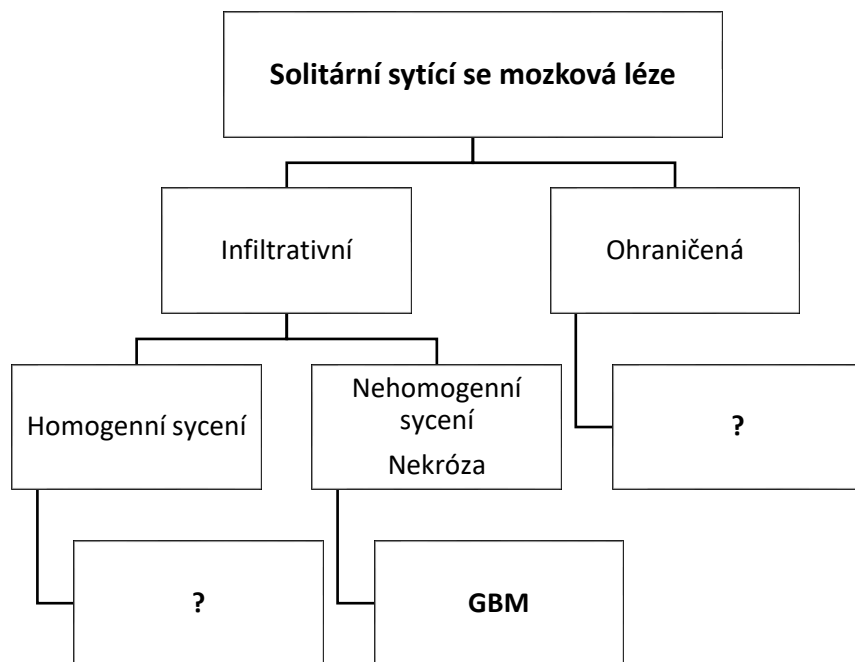 Solitární sytící se mozková léze
Infiltrativní
Ohraničená
Homogenní sycení
Nehomogenní
sycení
Nekróza
?
?
GBM